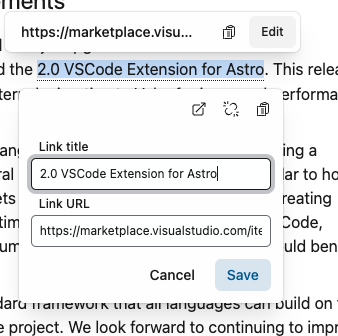 ements
https://marketplace.visu...
Edit
d the 2.0 VSCode Extension for Astro. This relea
Link title
2.0 VSCode Extension for Astro
Link URL
https://marketplace.visualstudio.com/ite
Cancel
Save
dard framework that all languages can build on
e project. We look forward to continuing to impr